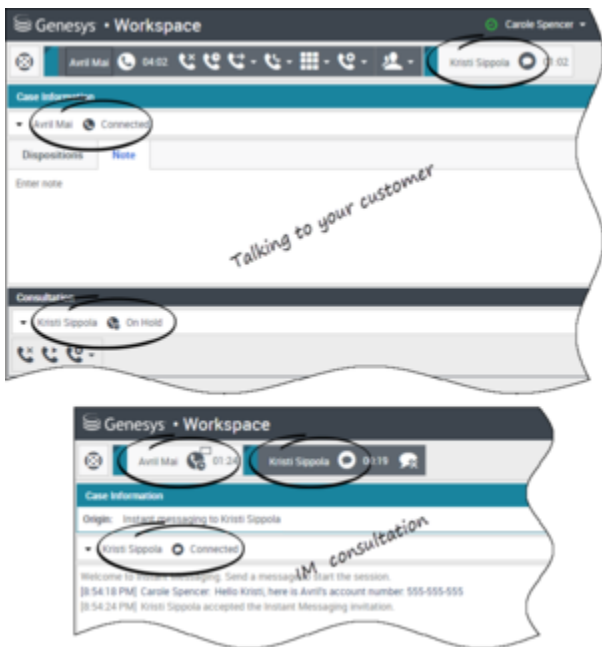 Genesys • Workspace
Carole Spencer
Avril Mai 04:02
Kristi Sippola 01:02
Case Information
Avril Mai Connected
Dispositions Note
Enter note
Talking to your customer
Consultation
Kristi Sippola On Hold
Genesys • Workspace
Avril Mai 01:24 Kristi Sippola 00:19
Case Information
Origin: Instant messaging to Kristi Sippola
Kristi Sippola Connected
IM consultation
Welcome to Instant Messaging. Send a message to start the session.
[8:54:18 PM] Carole Spencer: Hello Kristi, here is Avril's account number: 555-555-555
[8:54:24 PM] Kristi Sippola accepted the Instant Messaging invitation.